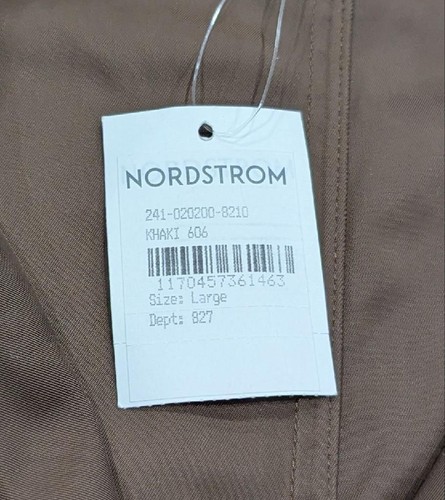 NORDSTROM
241-020200-8210
KHAKI 606
1170457361463
Size: Large
Dept: 827